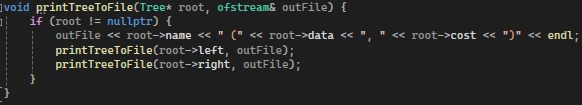 void printTreeToFile(Tree* root, ofstream& outFile) {
if (root != nullptr) {
outFile << root->name << " (" << root->data << ", " << root->cost << ")" << endl;
printTreeToFile(root->left, outFile);
printTreeToFile(root->right, outFile);
}
}